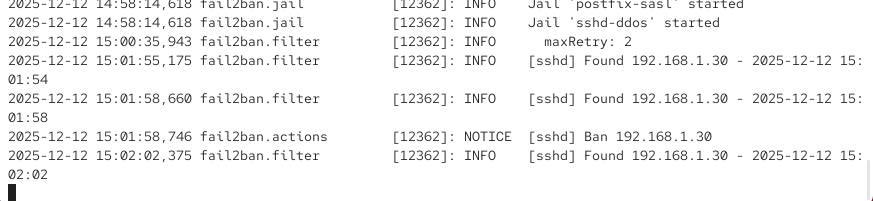 2025-12-12 14:58:14,618 fail2ban.jail           [12362]: INFO    Jail 'postfix-sasl' started
2025-12-12 14:58:14,618 fail2ban.jail           [12362]: INFO    Jail 'sshd-ddos' started
2025-12-12 15:00:35,943 fail2ban.filter         [12362]: INFO      maxRetry: 2
2025-12-12 15:01:55,175 fail2ban.filter         [12362]: INFO    [sshd] Found 192.168.1.30 - 2025-12-12 15:
01:54
2025-12-12 15:01:58,660 fail2ban.filter         [12362]: INFO    [sshd] Found 192.168.1.30 - 2025-12-12 15:
01:58
2025-12-12 15:01:58,746 fail2ban.actions        [12362]: NOTICE  [sshd] Ban 192.168.1.30
2025-12-12 15:02:02,375 fail2ban.filter         [12362]: INFO    [sshd] Found 192.168.1.30 - 2025-12-12 15:
02:02